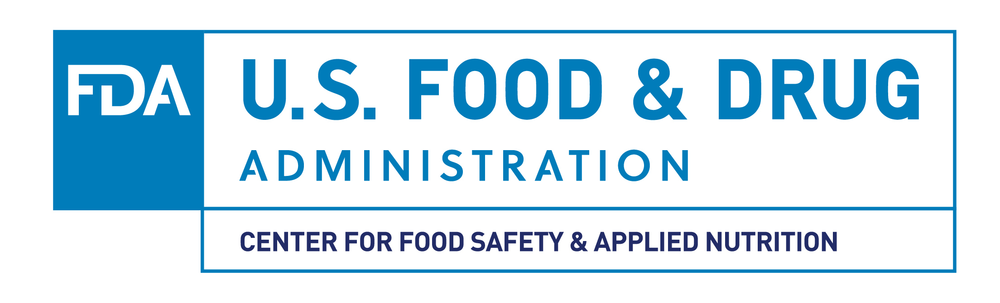 FDA
U.S. FOOD & DRUG
ADMINISTRATION
CENTER FOR FOOD SAFETY & APPLIED NUTRITION